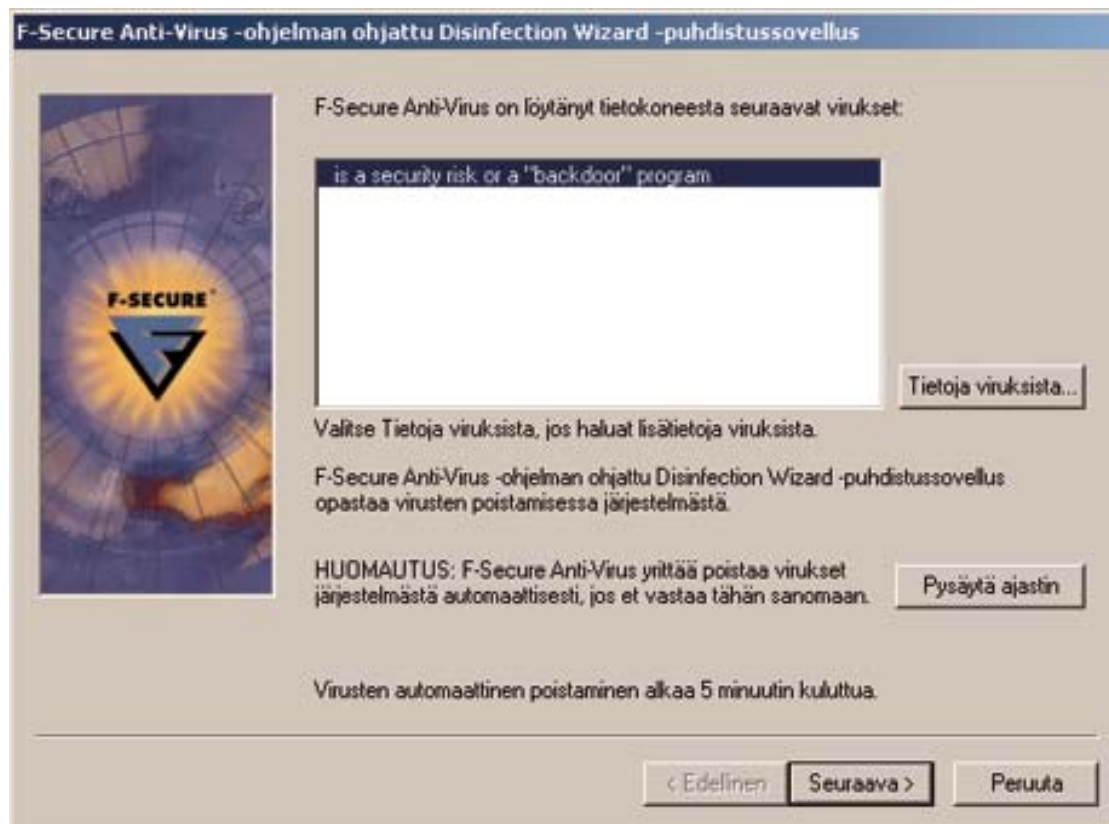 F-Secure Anti-Virus -ohjelman ohjattu Disinfection Wizard -puhdistussovellus
F-Secure Anti-Virus on löytänyt tietokoneesta seuraavat virukset:
is a security risk or a "backdoor" program
F-SECURE
Tietoja viruksista...
Valitse Tietoja viruksista, jos haluat lisätietoja viruksista.
F-Secure Anti-Virus -ohjelman ohjattu Disinfection Wizard -puhdistussovellus
opastaa virusten poistamisessa järjestelmästä.
HUOMAUTUS: F-Secure Anti-Virus yrittää poistaa virukset
järjestelmästä automaattisesti, jos et vastaa tähän sanomaan.
Pysäytä ajastin
Virusten automaattinen poistaminen alkaa 5 minuutin kuluttua.
< Edellinen
Seuraava >
Peruuta